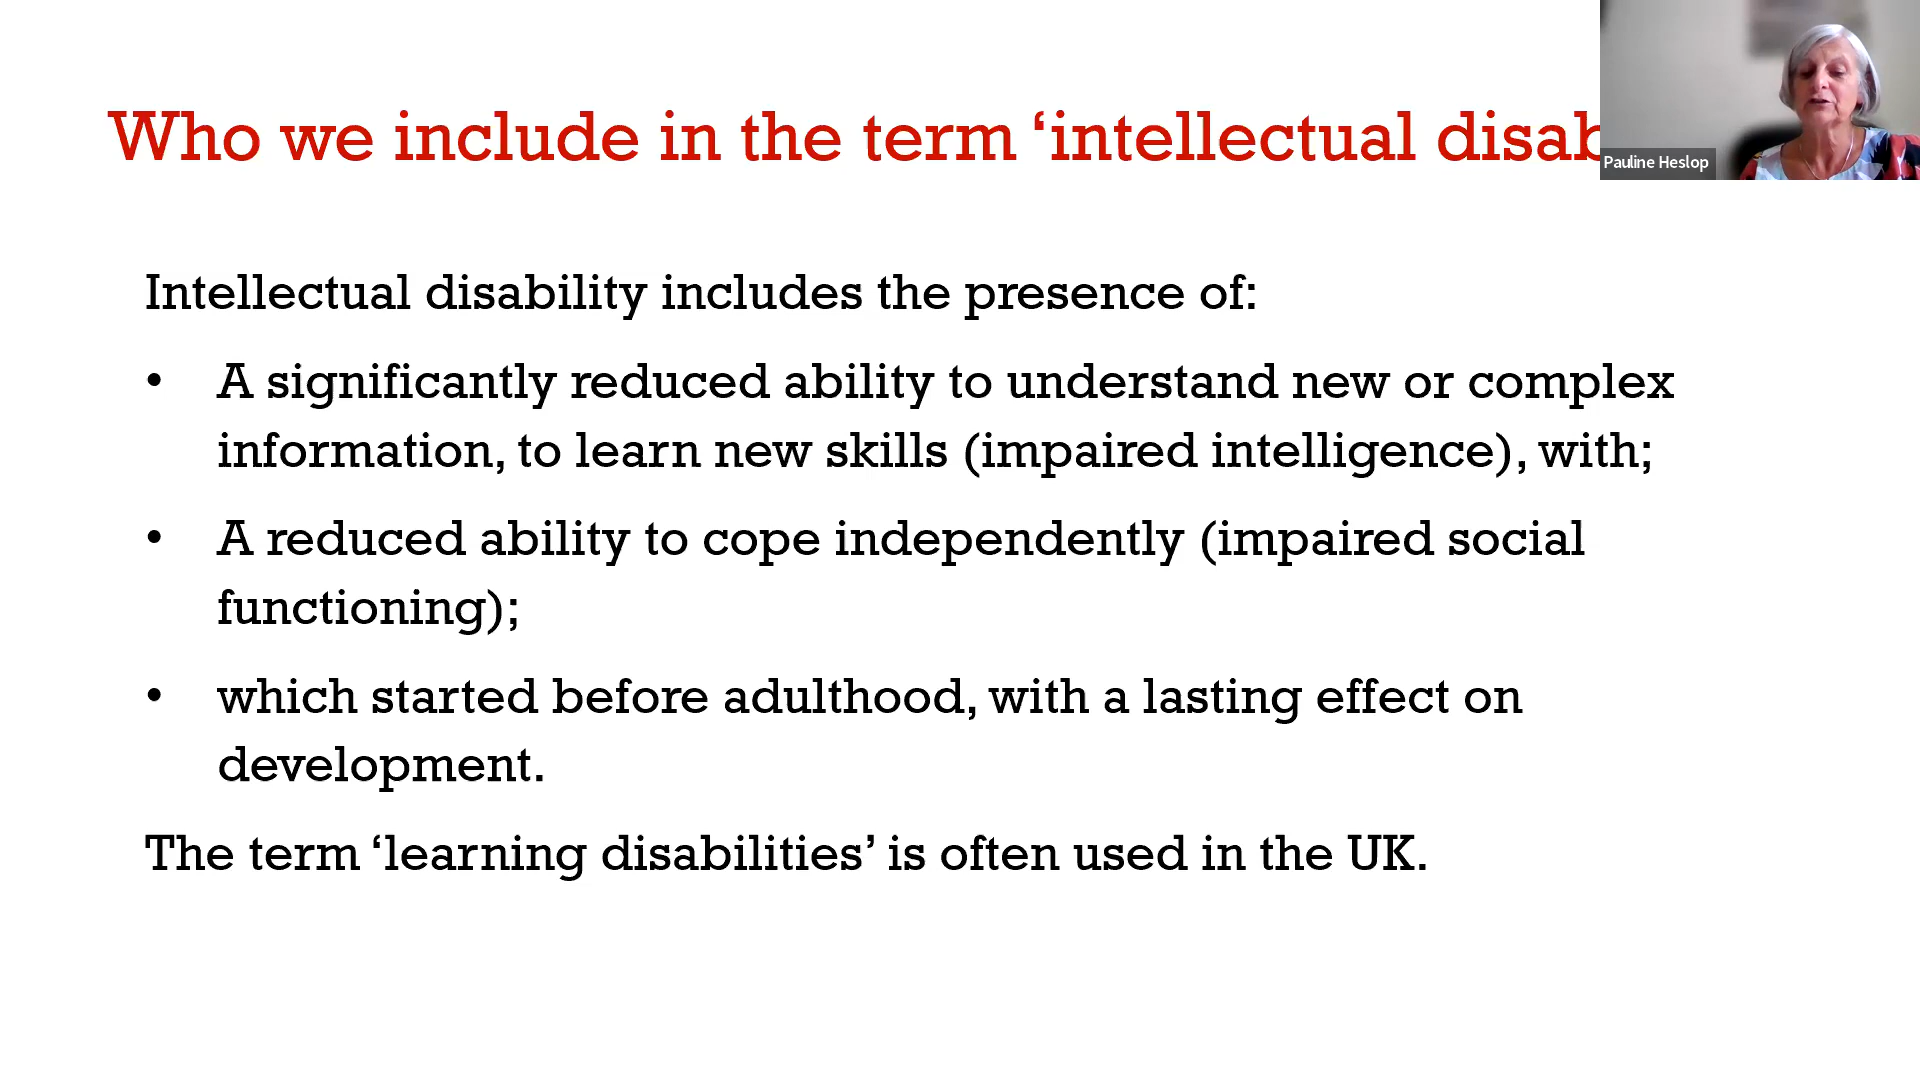 Who we include in the term ‘intellectual disab
Pauline Heslop
Intellectual disability includes the presence of:
• A significantly reduced ability to understand new or complex
information, to learn new skills (impaired intelligence), with;
• A reduced ability to cope independently (impaired social
functioning);
• which started before adulthood, with a lasting effect on
development.
The term ‘learning disabilities’ is often used in the UK.